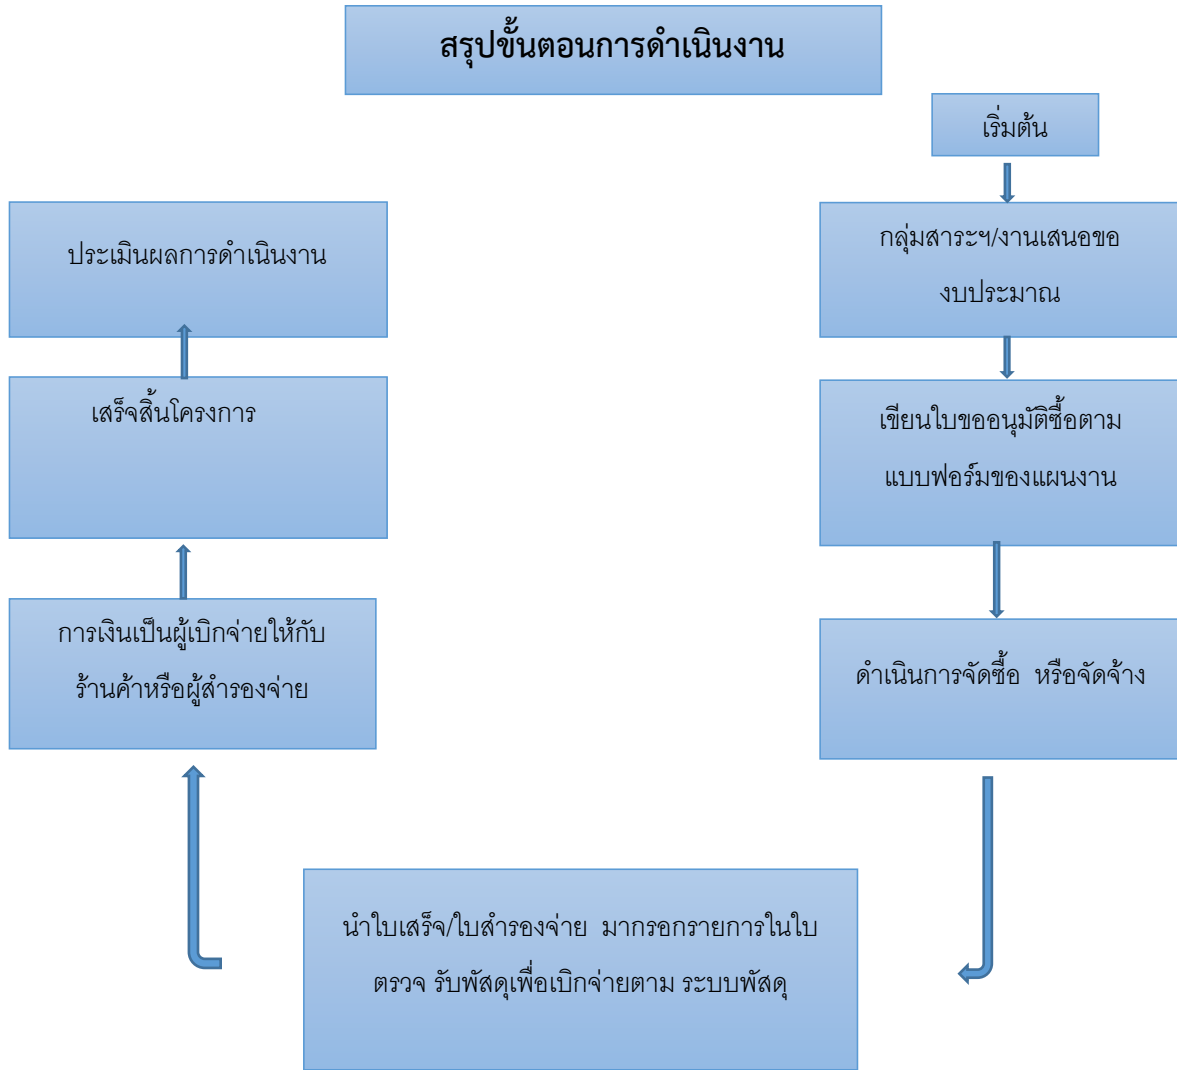 สรุปขั้นตอนการดำเนินงาน
เริ่มต้น
กลุ่มสาระฯ/งานเสนอขอ
งบประมาณ
เขียนใบขออนุมัติซื้อตาม
แบบฟอร์มของแผนงาน
ดำเนินการจัดซื้อ หรือจัดจ้าง
นำใบเสร็จ/ใบสำรองจ่าย มากรอกรายการในใบ
ตรวจ รับพัสดุเพื่อเบิกจ่ายตาม ระบบพัสดุ
การเงินเป็นผู้เบิกจ่ายให้กับ
ร้านค้าหรือผู้สำรองจ่าย
เสร็จสิ้นโครงการ
ประเมินผลการดำเนินงาน